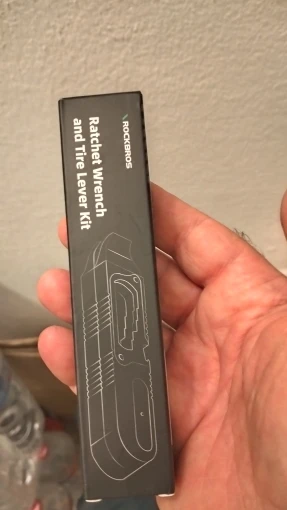 ROCKBROS
Ratchet Wrench
and Tire Lever Kit